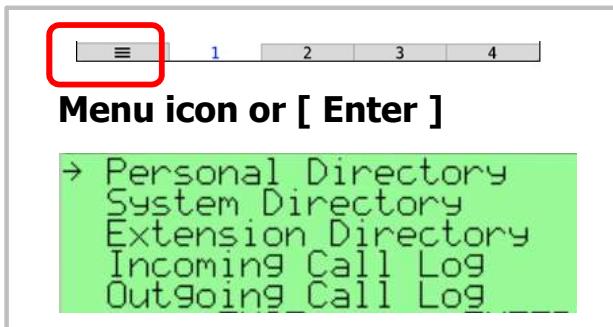 ≡ 1 2 3 4
Menu icon or [ Enter ]
→ Personal Directory
System Directory
Extension Directory
Incoming Call Log
Outgoing Call Log